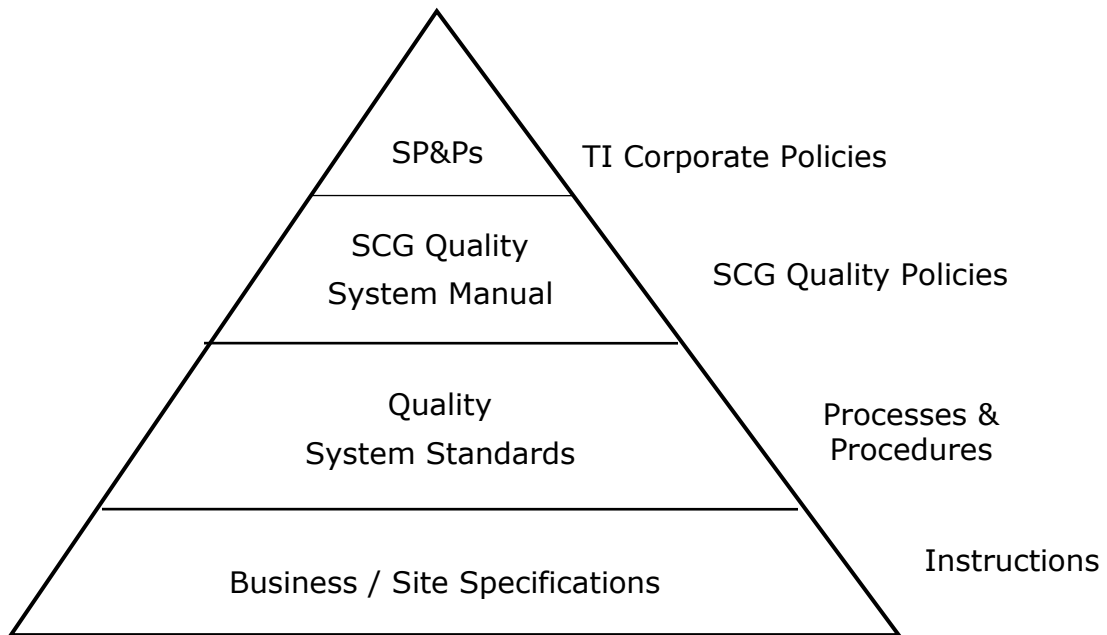 SP&Ps
TI Corporate Policies
SCG Quality
System Manual
SCG Quality Policies
Quality
System Standards
Processes &
Procedures
Business / Site Specifications
Instructions